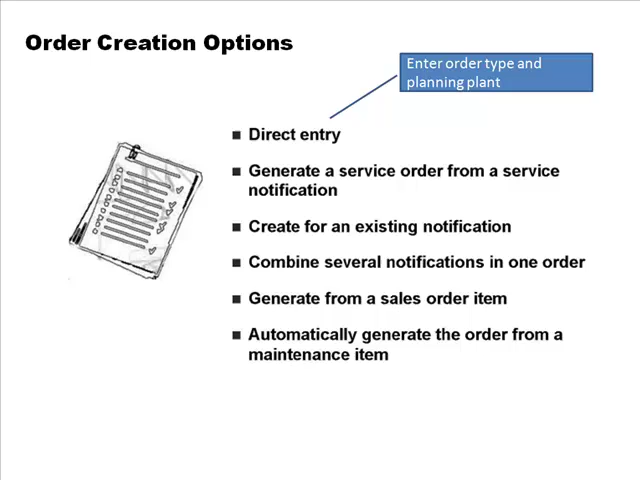 Order Creation Options
Enter order type and
planning plant
Direct entry
Generate a service order from a service
notification
Create for an existing notification
Combine several notifications in one order
Generate from a sales order item
Automatically generate the order from a
maintenance item